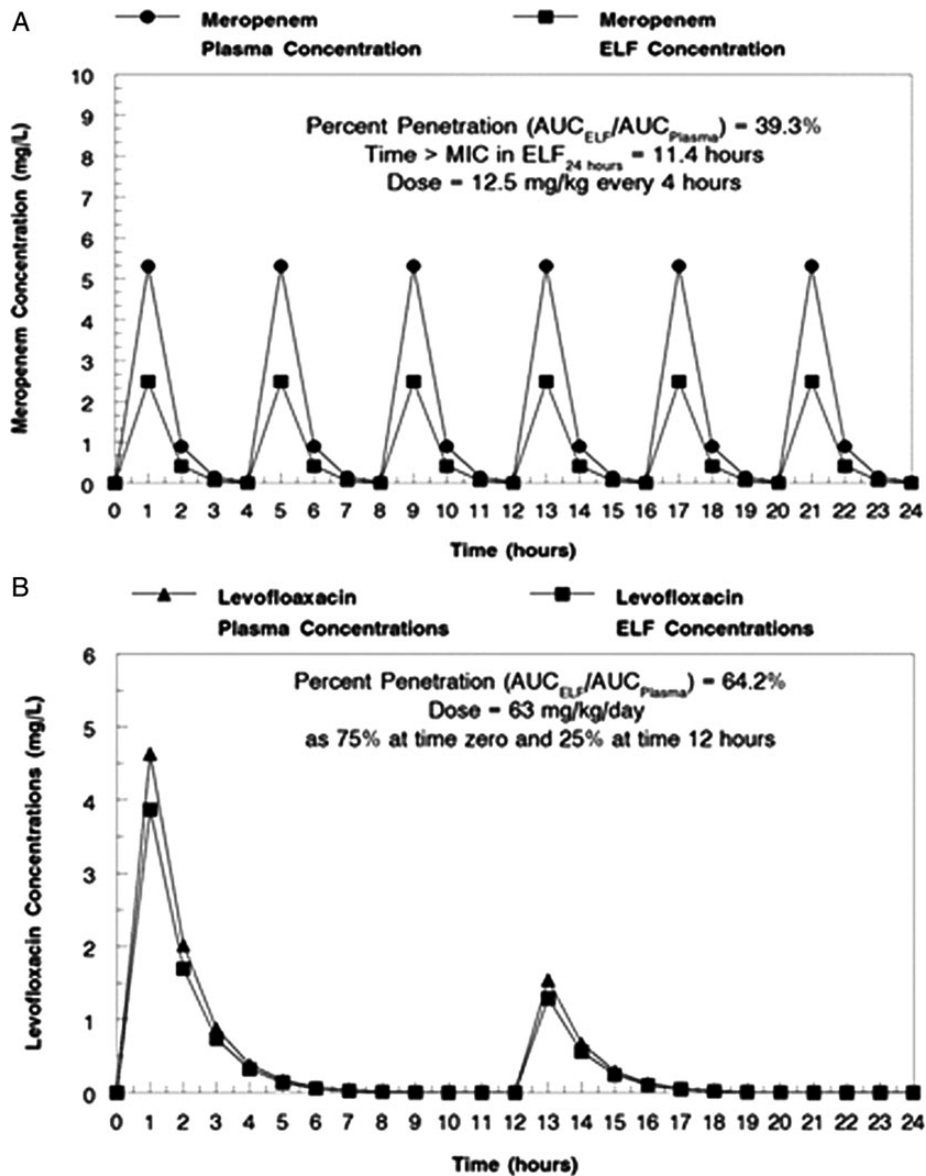 A
Meropenem Plasma Concentration
Meropenem ELF Concentration
Percent Penetration (AUC_ELF/AUC_Plasma) = 39.3%
Time > MIC in ELF_24 hours = 11.4 hours
Dose = 12.5 mg/kg every 4 hours
Meropenem Concentration (mg/L)
10
9
8
7
6
5
4
3
2
1
0
0 1 2 3 4 5 6 7 8 9 10 11 12 13 14 15 16 17 18 19 20 21 22 23 24
Time (hours)
B
Levofloaxacin Plasma Concentrations
Levofloxacin ELF Concentrations
Percent Penetration (AUC_ELF/AUC_Plasma) = 64.2%
Dose = 63 mg/kg/day
as 75% at time zero and 25% at time 12 hours
Levofloxacin Concentrations (mg/L)
6
5
4
3
2
1
0
0 1 2 3 4 5 6 7 8 9 10 11 12 13 14 15 16 17 18 19 20 21 22 23 24
Time (hours)